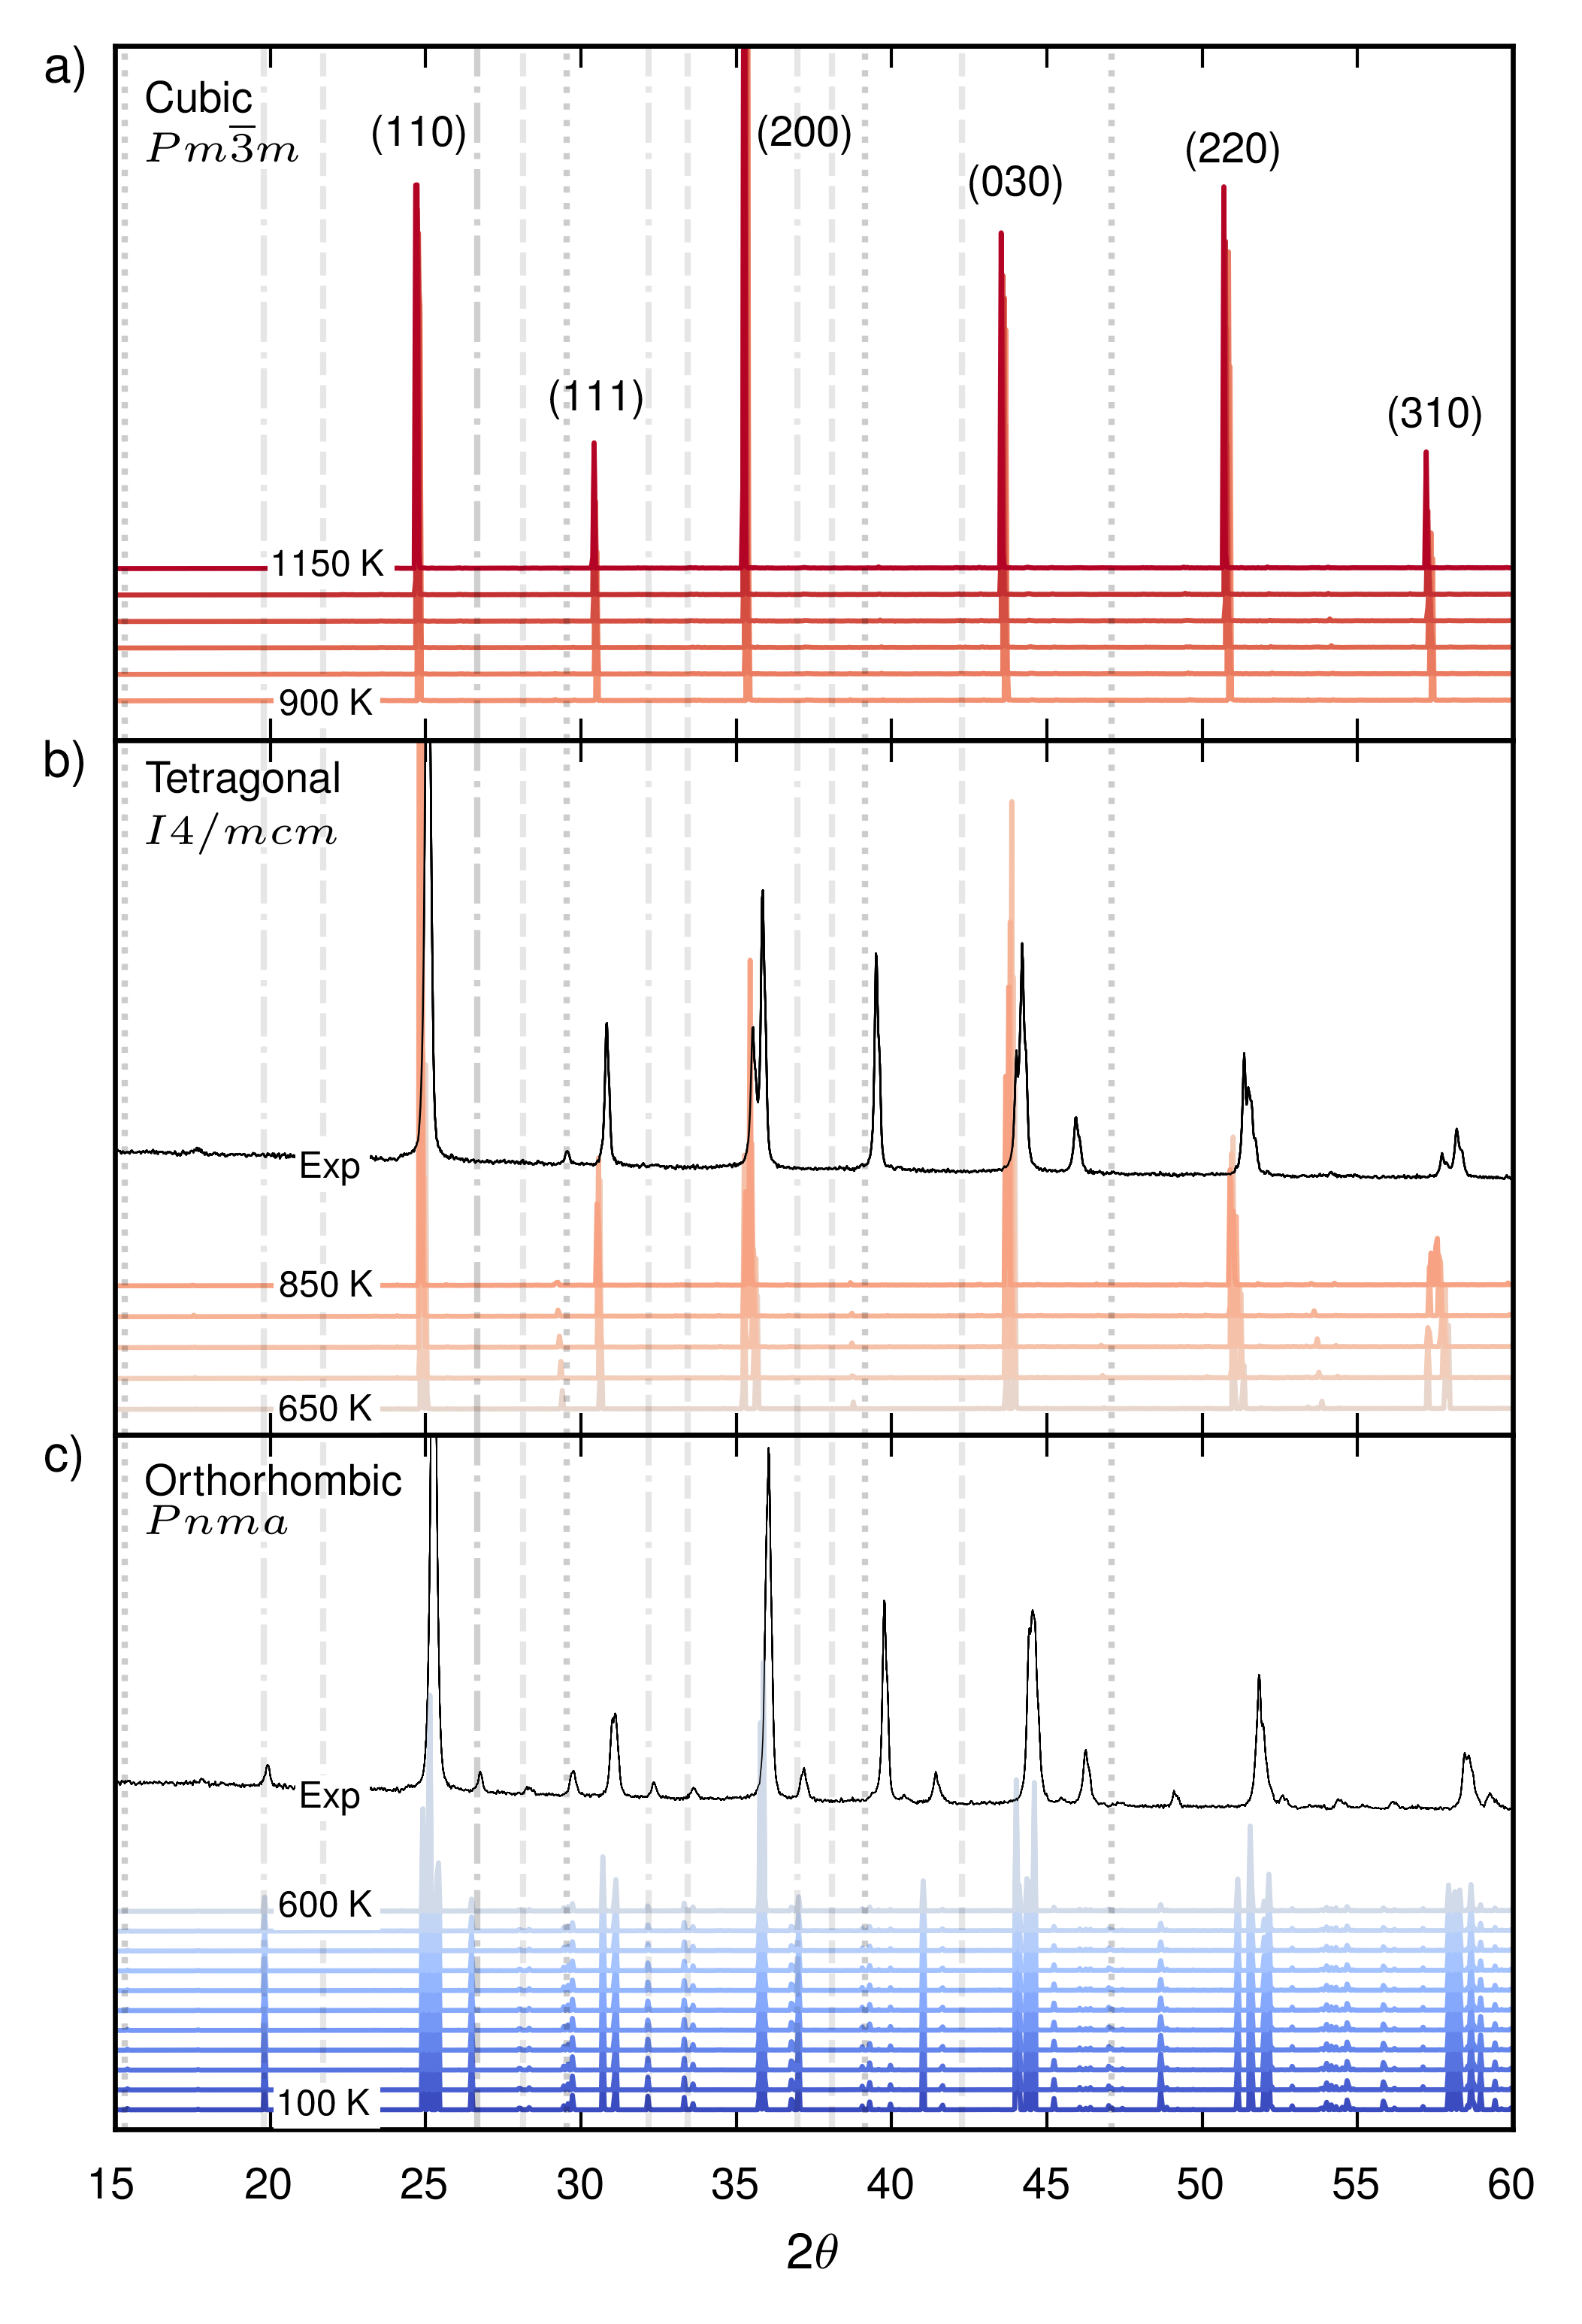 a)
Cubic
Pm3̅m
(110)
(200)
(030)
(220)
(111)
(310)
1150 K
900 K
b)
Tetragonal
I4/mcm
Exp
850 K
650 K
c)
Orthorhombic
Pnma
Exp
600 K
100 K
15 20 25 30 35 40 45 50 55 60
2θ